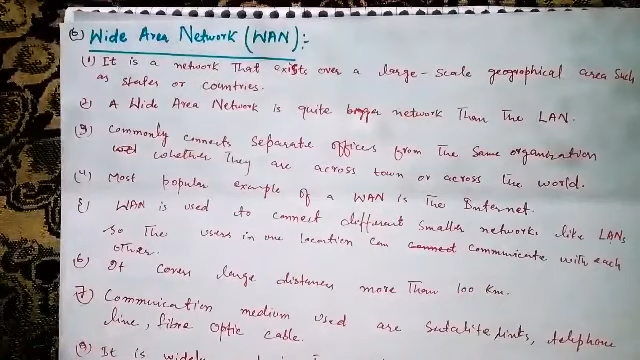 (5) Wide Area Network (WAN):-
(1) It is a network that exists over a large-scale geographical area such
as states or countries.
2) A Wide Area Network is quite bigger network than the LAN.
(3) Commonly connects separate offices from the same organization
whether they are across town or across the world.
(4) Most popular example of a WAN is the Internet.
5) WAN is used to connect different smaller networks like LANs
so the users in one location can connect communicate with each
other.
6) It covers large distances more than 100 km.
7) Communication medium used are Satalite links, telephone
line, fibre optic cable.
8) It is widely